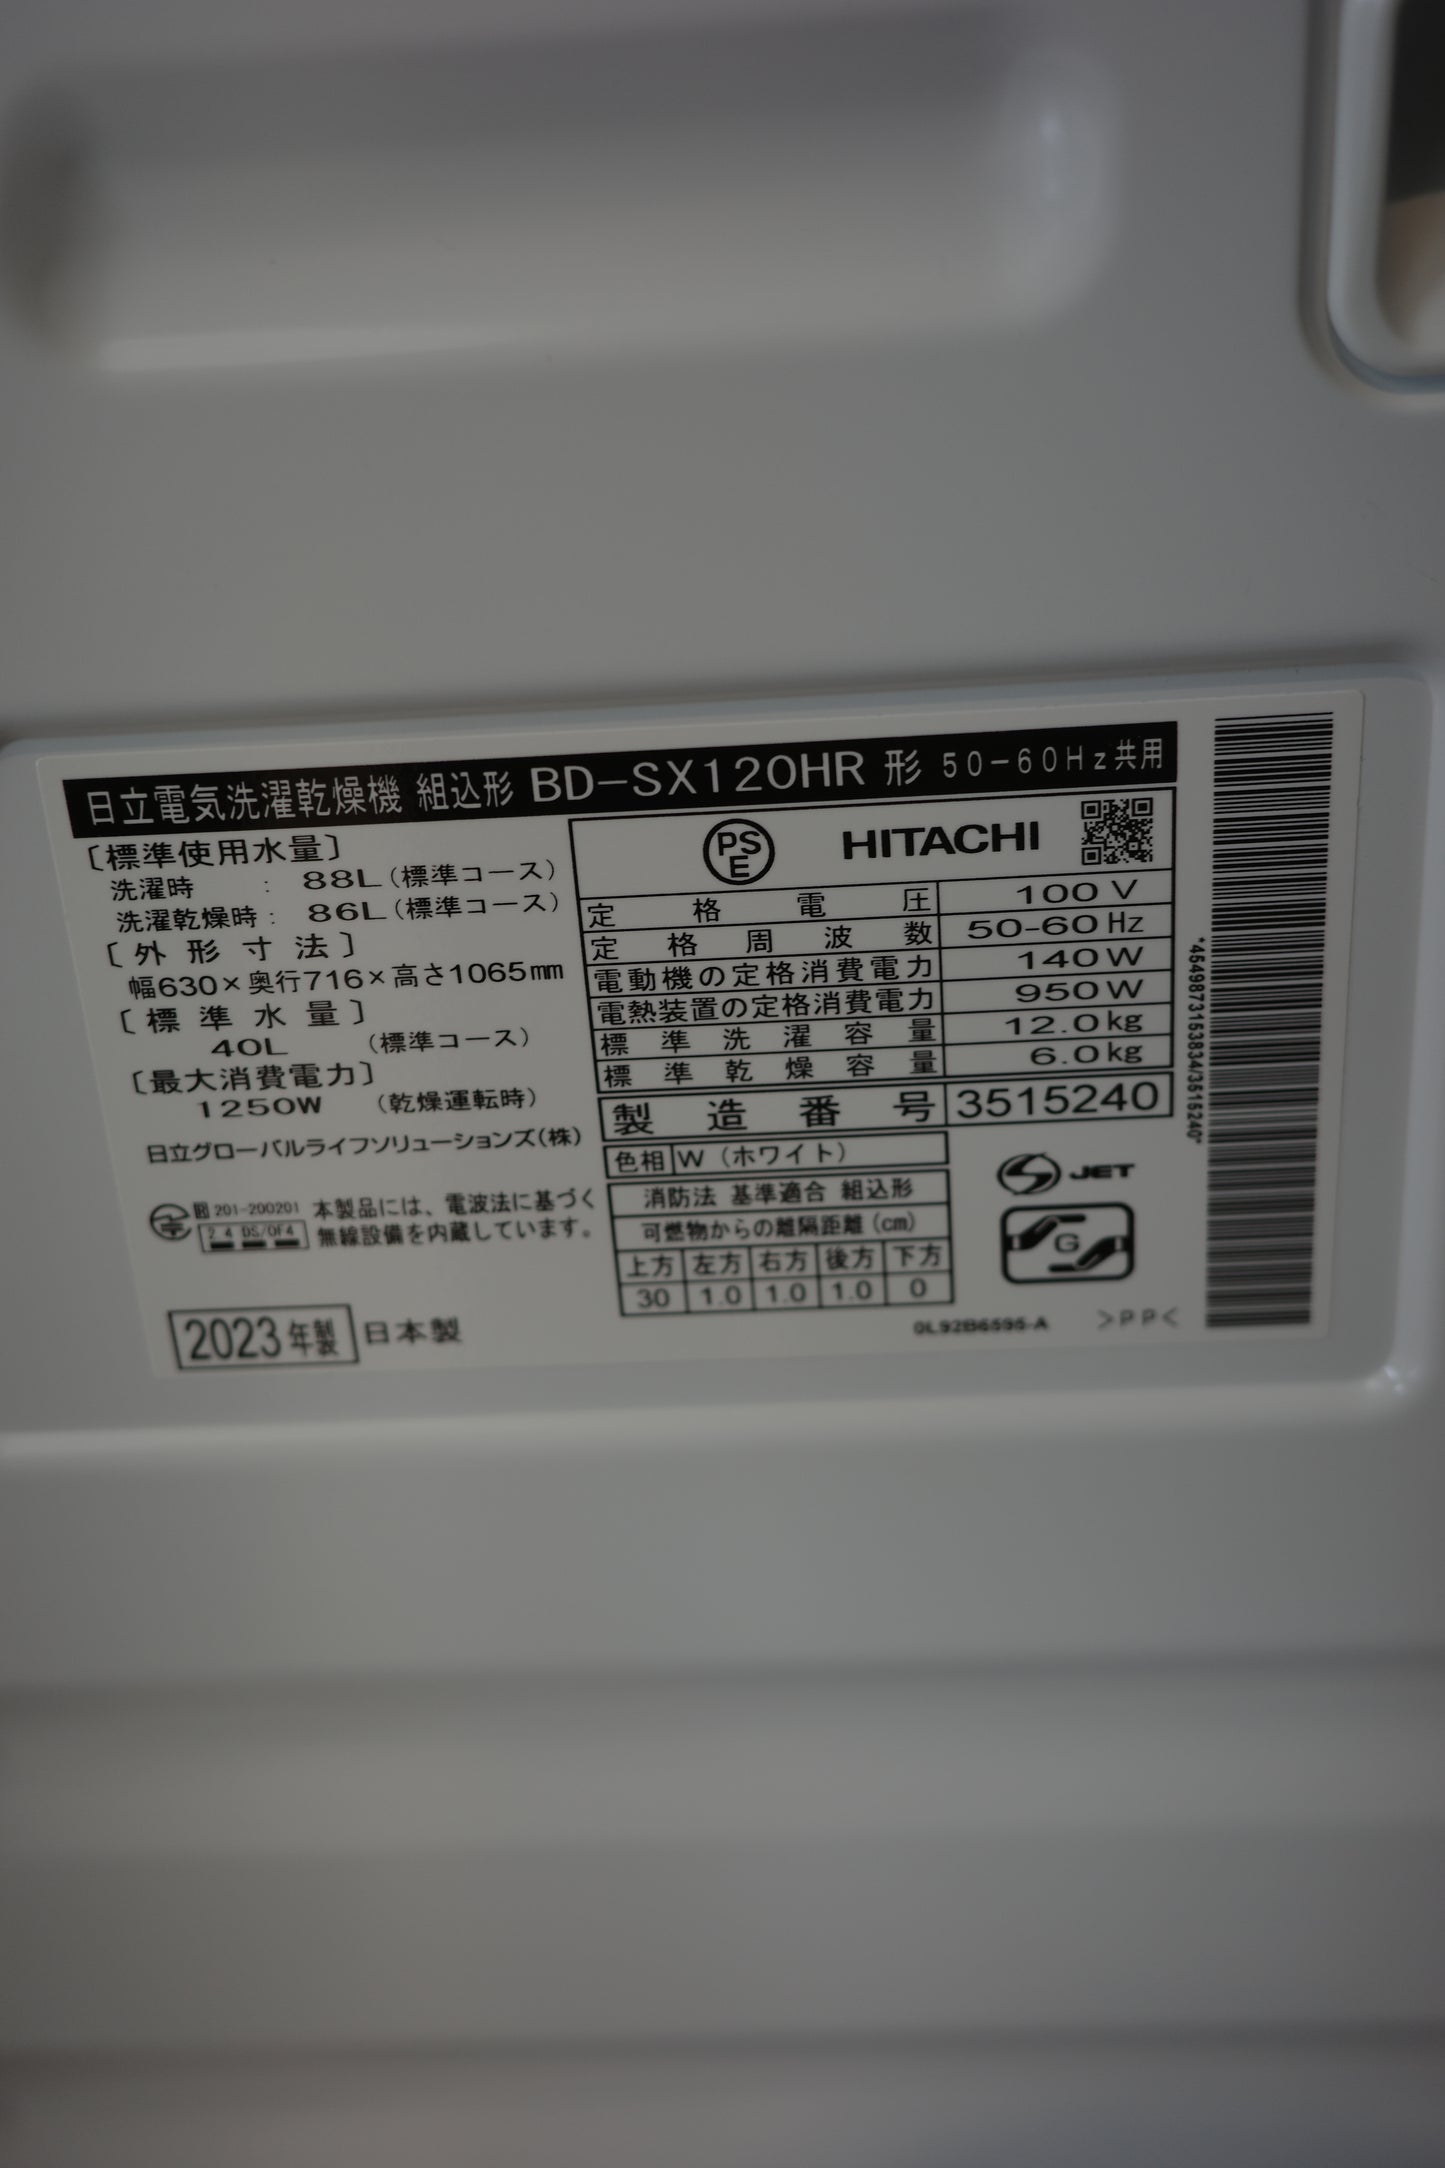 日立電気洗濯乾燥機 組込形 BD-SX120HR 形 50-60Hz共用
〔標準使用水量〕
洗濯時 : 88L(標準コース)
洗濯乾燥時: 86L(標準コース)
〔外形寸法〕
幅630×奥行716×高さ1065mm
〔標準水量〕
40L (標準コース)
〔最大消費電力〕
1250W (乾燥運転時)
日立グローバルライフソリューションズ(株)
R 201-200201 本製品には、電波法に基づく
2.4 DS/OF4 無線設備を内蔵しています。
2023年製 日本製
PS
E
HITACHI
定格電圧 100V
定格周波数 50-60Hz
電動機の定格消費電力 140W
電熱装置の定格消費電力 950W
標準洗濯容量 12.0kg
標準乾燥容量 6.0kg
製造番号 3515240
色相 W (ホワイト)
消防法 基準適合 組込形
可燃物からの離隔距離(cm)
上方 左方 右方 後方 下方
30 1.0 1.0 1.0 0
JET
G
0L92B6595-A >PP<
*4549873153834/3515240*